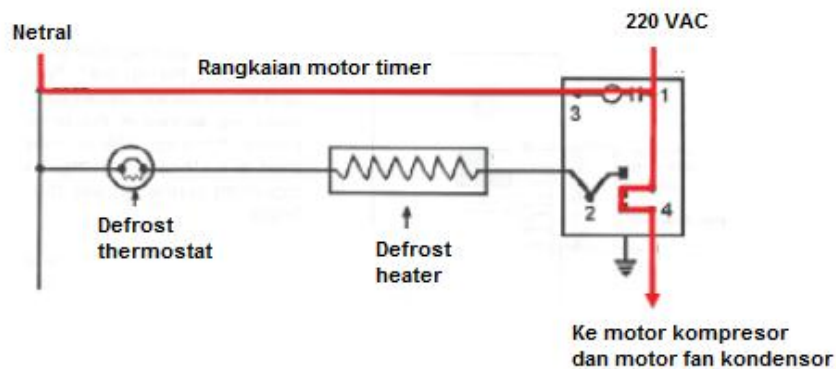 Netral
220 VAC
Rangkaian motor timer
3
1
2
4
Defrost
thermostat
Defrost
heater
Ke motor kompresor
dan motor fan kondensor